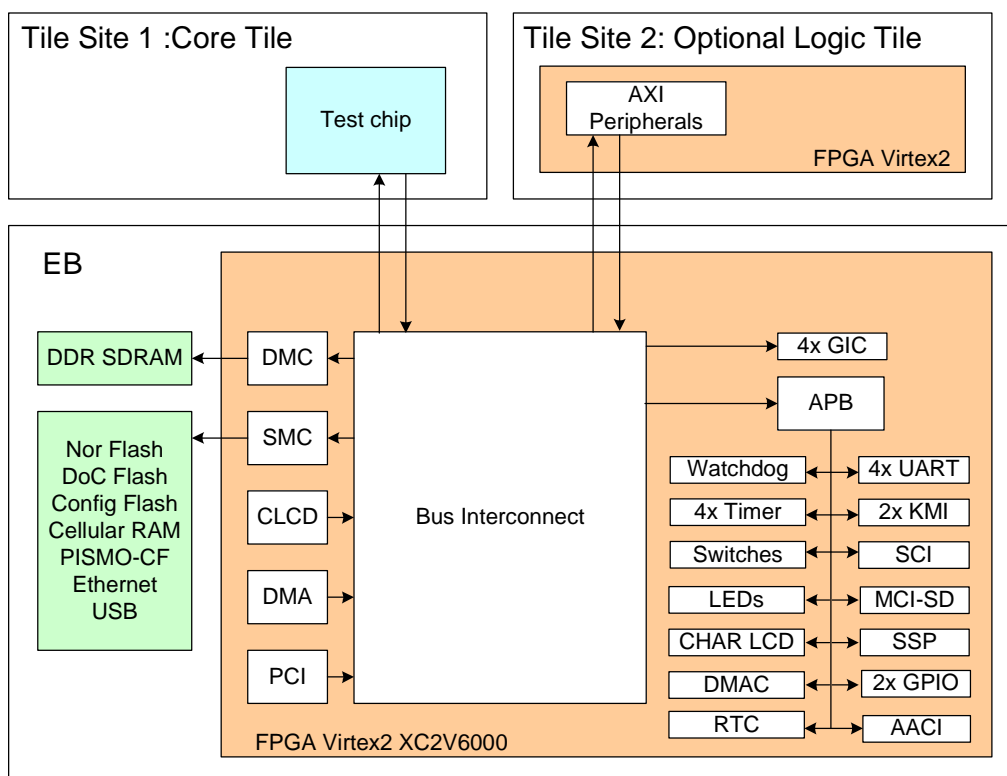 Tile Site 1 :Core Tile
Test chip
Tile Site 2: Optional Logic Tile
AXI
Peripherals
FPGA Virtex2
EB
DDR SDRAM
Nor Flash
DoC Flash
Config Flash
Cellular RAM
PISMO-CF
Ethernet
USB
DMC
SMC
CLCD
DMA
PCI
Bus Interconnect
4x GIC
APB
Watchdog
4x UART
4x Timer
2x KMI
Switches
SCI
LEDs
MCI-SD
CHAR LCD
SSP
DMAC
2x GPIO
RTC
AACI
FPGA Virtex2 XC2V6000